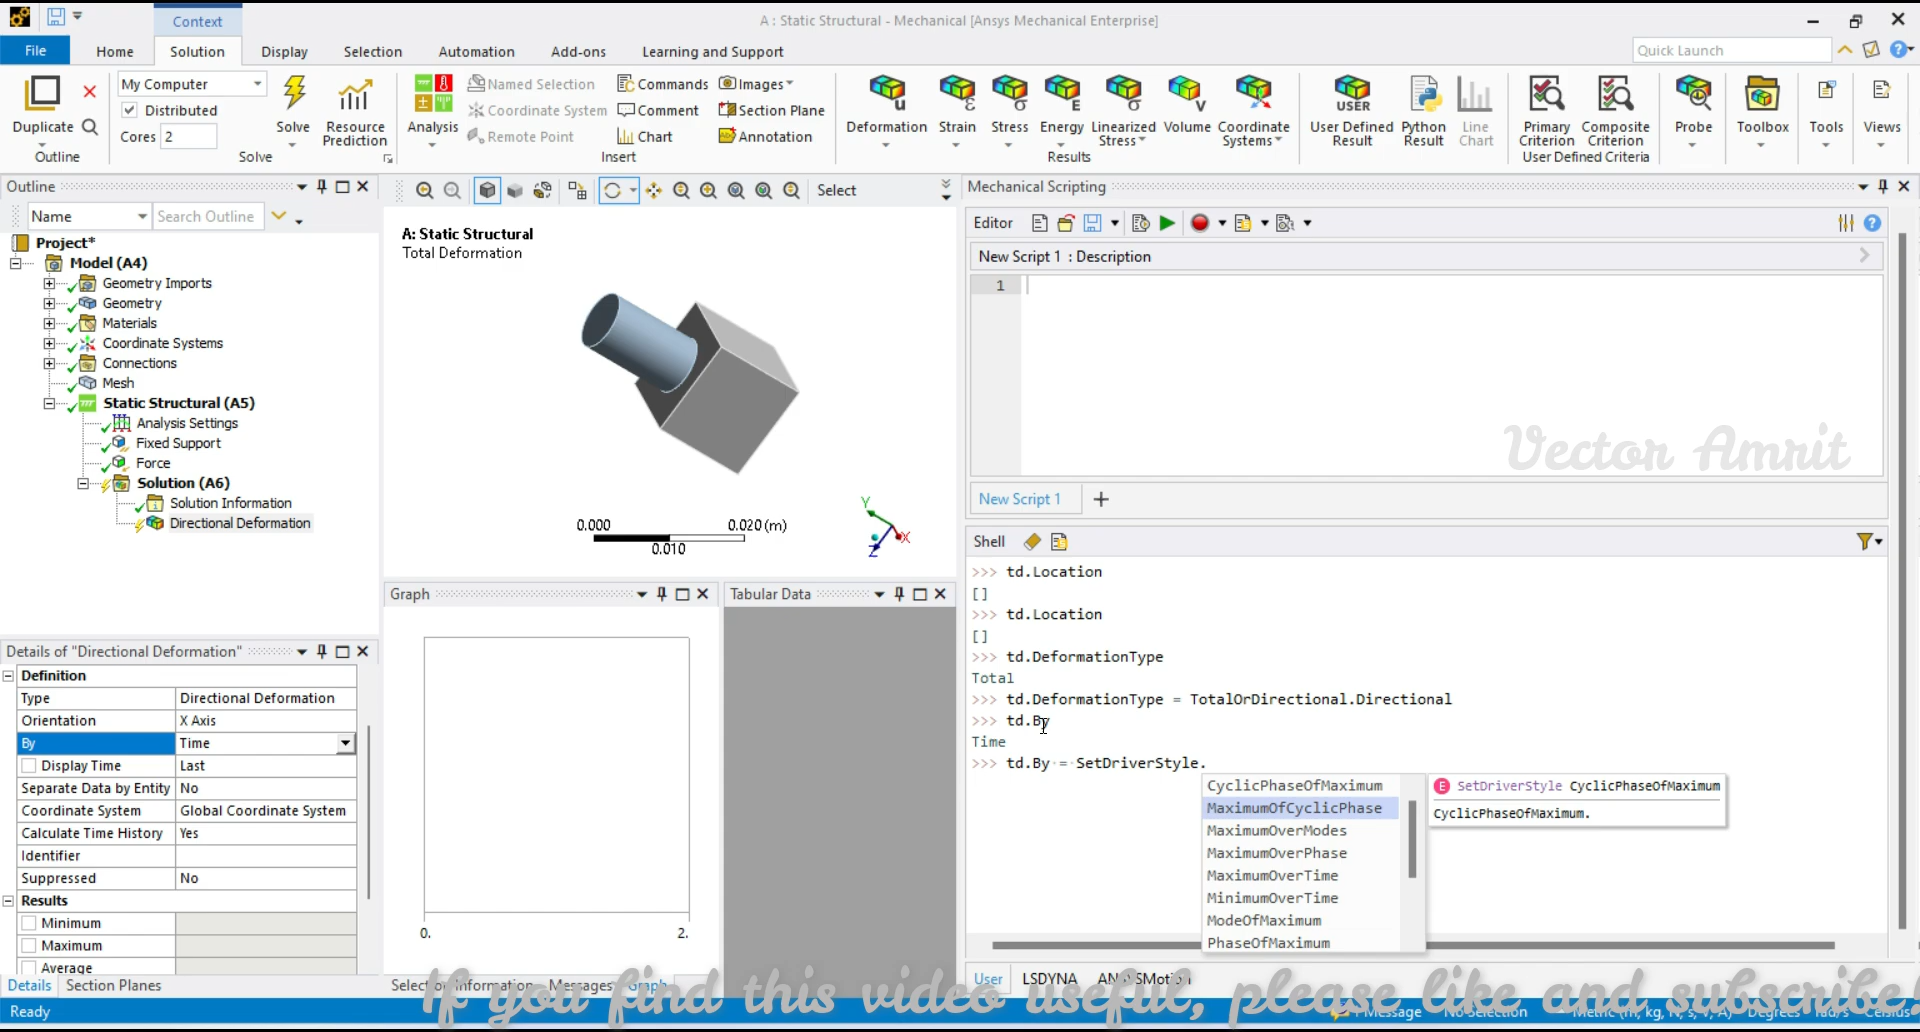 Context
A : Static Structural - Mechanical [Ansys Mechanical Enterprise]
File Home Solution Display Selection Automation Add-ons Learning and Support
Quick Launch
Duplicate
Outline
My Computer
Distributed
Cores 2
Solve
Resource Prediction
Solve
Analysis
Named Selection
Coordinate System
Remote Point
Commands
Comment
Chart
Images
Section Plane
Annotation
Insert
Deformation Strain Stress Energy Linearized Stress Volume Coordinate Systems
Results
User Defined Result Python Result Line Chart
Primary Criterion Composite Criterion
User Defined Criteria
Probe Toolbox Tools Views
Outline
Name Search Outline
Project*
Model (A4)
Geometry Imports
Geometry
Materials
Coordinate Systems
Connections
Mesh
Static Structural (A5)
Analysis Settings
Fixed Support
Force
Solution (A6)
Solution Information
Directional Deformation
Details of "Directional Deformation"
Definition
Type Directional Deformation
Orientation X Axis
By Time
Display Time Last
Separate Data by Entity No
Coordinate System Global Coordinate System
Calculate Time History Yes
Identifier
Suppressed No
Results
Minimum
Maximum
Average
Details Section Planes
Ready
Select
A: Static Structural
Total Deformation
0.000 0.020 (m)
0.010
Y
X
Z
Graph
0. 2.
Tabular Data
Messages Graph
Mechanical Scripting
Editor
New Script 1 : Description
1
Vector Amrit
New Script 1 +
Shell
>>> td.Location
[]
>>> td.Location
[]
>>> td.DeformationType
Total
>>> td.DeformationType = TotalOrDirectional.Directional
>>> td.By
Time
>>> td.By = SetDriverStyle.
CyclicPhaseOfMaximum
MaximumOfCyclicPhase
MaximumOverModes
MaximumOverPhase
MaximumOverTime
MinimumOverTime
ModeOfMaximum
PhaseOfMaximum
E SetDriverStyle CyclicPhaseOfMaximum
CyclicPhaseOfMaximum.
User LSDYNA
If you find this video useful, please like and subscribe!
1 Message No Selection